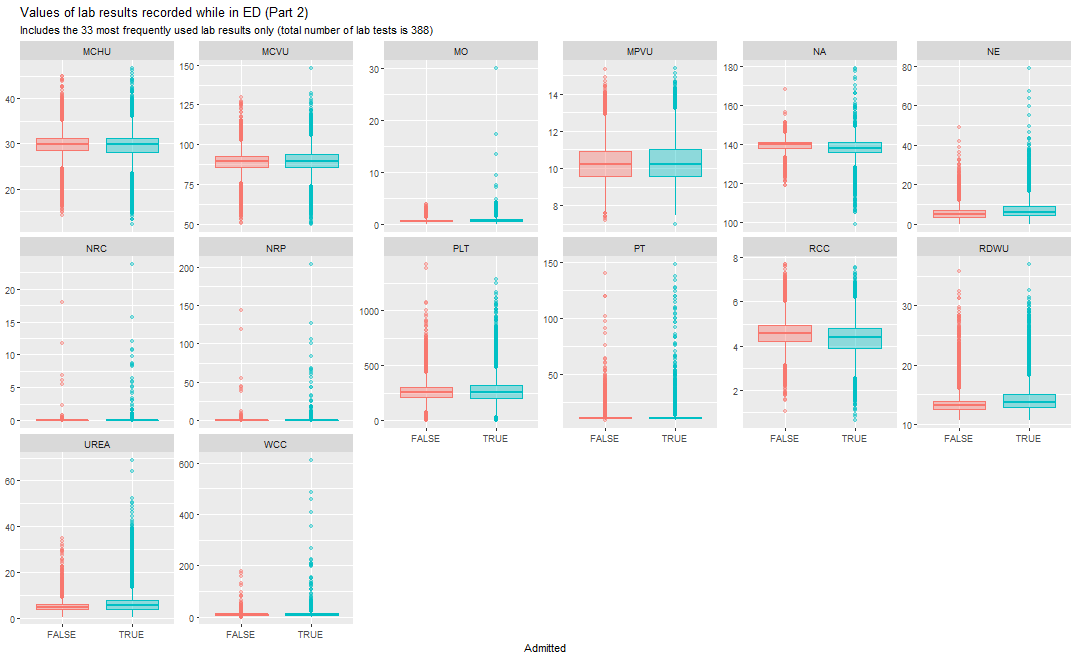 Values of lab results recorded while in ED (Part 2)
Includes the 33 most frequently used lab results only (total number of lab tests is 388)
MCHU MCVU MO MPVU NA NE
40 30 20
150 125 100 75 50
30 20 10 0
14 12 10 8
180 160 140 120 100
80 60 40 20 0
NRC NRP PLT PT RCC RDWU
20 15 10 5 0
200 150 100 50 0
1000 500 0
150 100 50
8 6 4 2
30 20 10
FALSE TRUE FALSE TRUE FALSE TRUE FALSE TRUE
UREA WCC
60 40 20 0
600 400 200 0
FALSE TRUE FALSE TRUE
Admitted